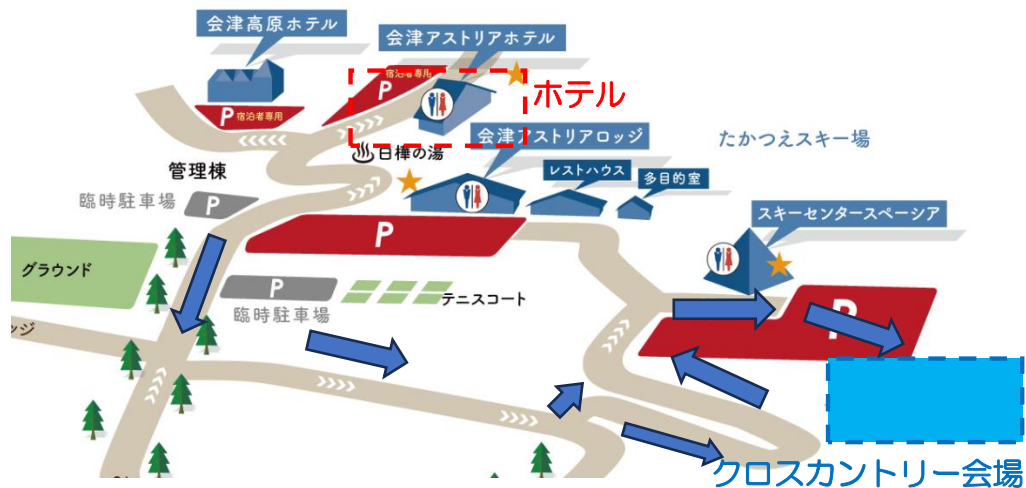 会津高原ホテル
会津アストリアホテル
宿泊者専用
P
ホテル
P 宿泊者専用
会津アストリアロッジ
たかつえスキー場
白樺の湯
管理棟
レストハウス
多目的室
臨時駐車場
P
スキーセンタースペーシア
P
グラウンド
P
テニスコート
臨時駐車場
P
ッジ
クロスカントリー会場